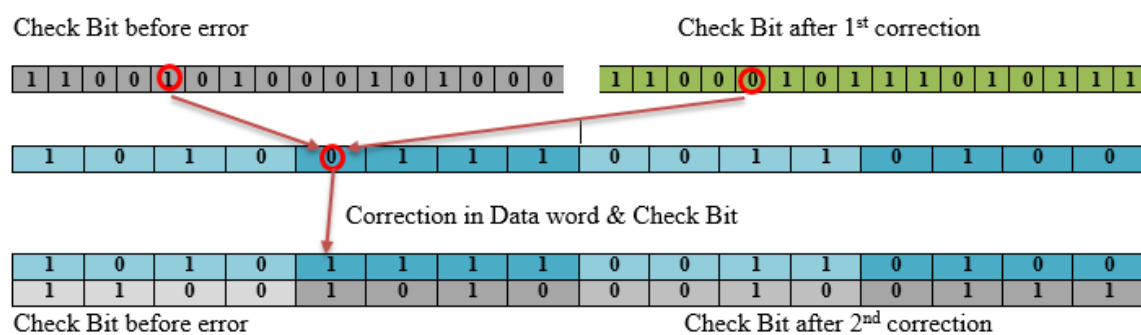 Check Bit before error
Check Bit after 1st correction
1 1 0 0 1 0 1 0 0 0 1 0 1 0 0 0
1 1 0 0 0 1 0 1 1 1 0 1 0 1 1 1
1 0 1 0 0 1 1 1 0 0 1 1 0 1 0 0
Correction in Data word & Check Bit
1 0 1 0 1 1 1 1 0 0 1 1 0 1 0 0
1 1 0 0 1 0 1 0 0 0 1 0 0 1 1 1
Check Bit before error
Check Bit after 2nd correction